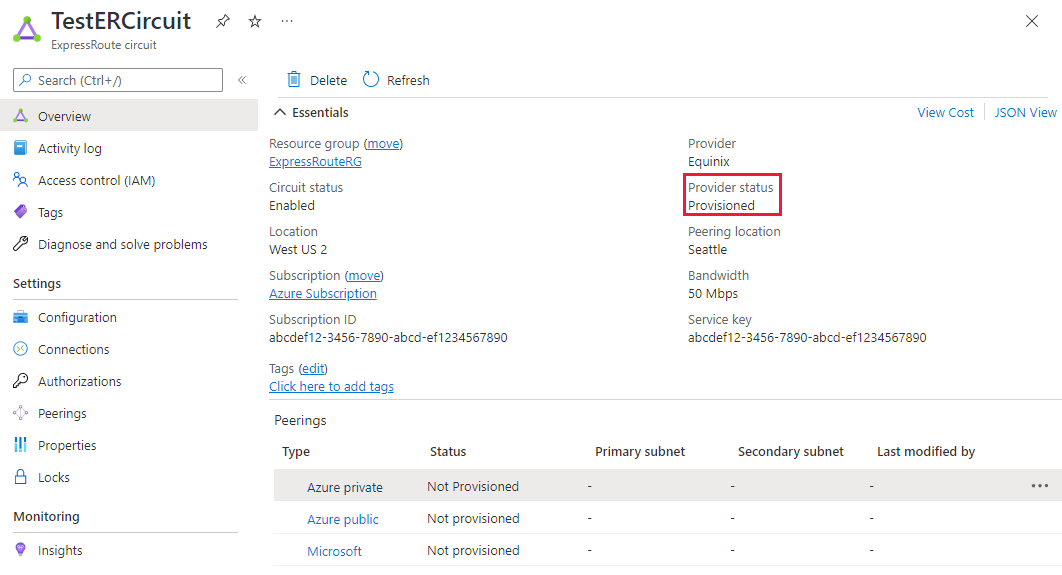 TestERCircuit
ExpressRoute circuit
Search (Ctrl+/)
Overview
Activity log
Access control (IAM)
Tags
Diagnose and solve problems
Settings
Configuration
Connections
Authorizations
Peerings
Properties
Locks
Monitoring
Insights
Delete Refresh
Essentials
View Cost JSON View
Resource group (move)
ExpressRouteRG
Circuit status
Enabled
Location
West US 2
Subscription (move)
Azure Subscription
Subscription ID
abcdef12-3456-7890-abcd-ef1234567890
Tags (edit)
Click here to add tags
Provider
Equinix
Provider status
Provisioned
Peering location
Seattle
Bandwidth
50 Mbps
Service key
abcdef12-3456-7890-abcd-ef1234567890
Peerings
Type Status Primary subnet Secondary subnet Last modified by
Azure private Not Provisioned - - -
Azure public Not provisioned - - -
Microsoft Not provisioned - - -